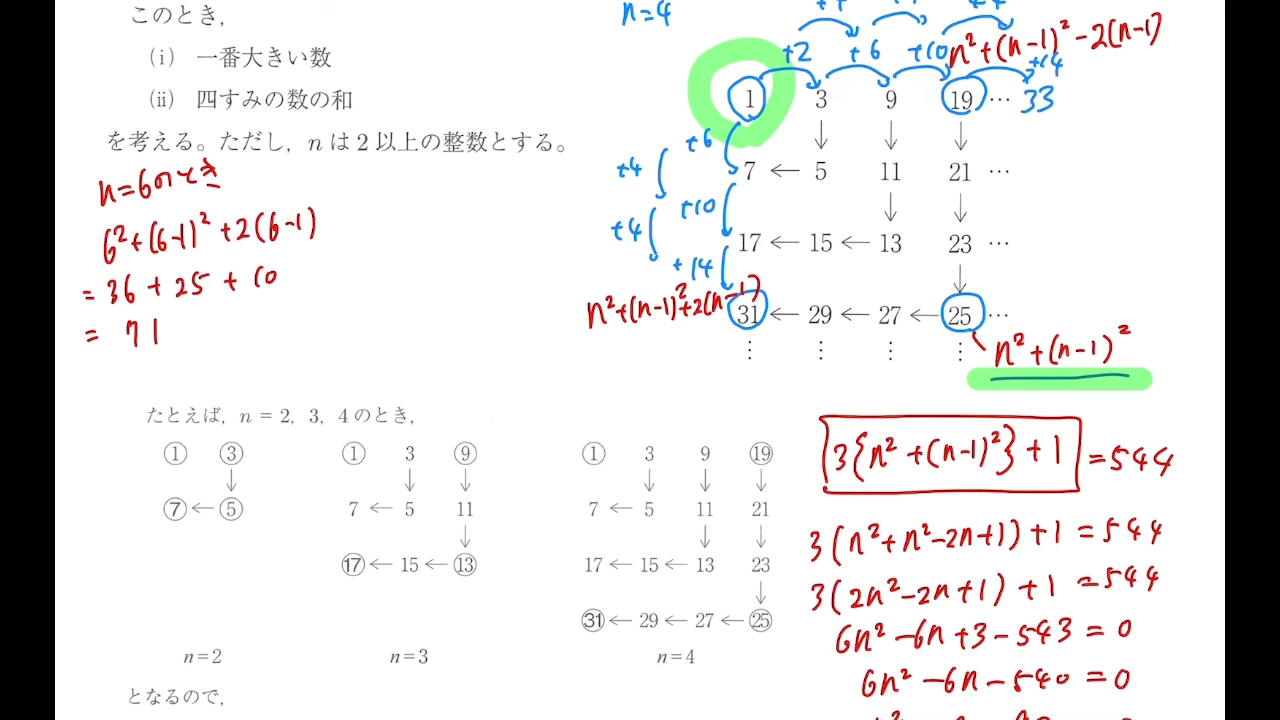 このとき，
(ⅰ) 一番大きい数
(ⅱ) 四すみの数の和
を考える。ただし，nは2以上の整数とする。
n=6のとき
6²+(6-1)²+2(6-1)
= 36 + 25 + 10
= 71
n=4
+2 +6 +10 +14
n²+(n-1)²-2(n-1)
1 3 9 19 … 33
↓ ↓ ↓
+6
+4
7 ← 5 11 21 …
↓ ↓
+10
+4
17 ← 15 ← 13 23 …
↓
+14
n²+(n-1)²+2(n-1)
31 ← 29 ← 27 ← 25 …
⋮ ⋮ ⋮ ⋮
n²+(n-1)²
たとえば，n = 2，3，4のとき，
① ③
↓
⑦ ← ⑤
n=2
① 3 ⑨
↓ ↓
7 ← 5 11
↓
⑰ ← 15 ← ⑬
n=3
① 3 9 ⑲
↓ ↓ ↓
7 ← 5 11 21
↓ ↓
17 ← 15 ← 13 23
↓
㉛ ← 29 ← 27 ← ㉕
n=4
となるので，
3{n²+(n-1)²}+1 =544
3(n²+n²-2n+1)+1=544
3(2n²-2n+1)+1=544
6n²-6n+3-543=0
6n²-6n-540=0